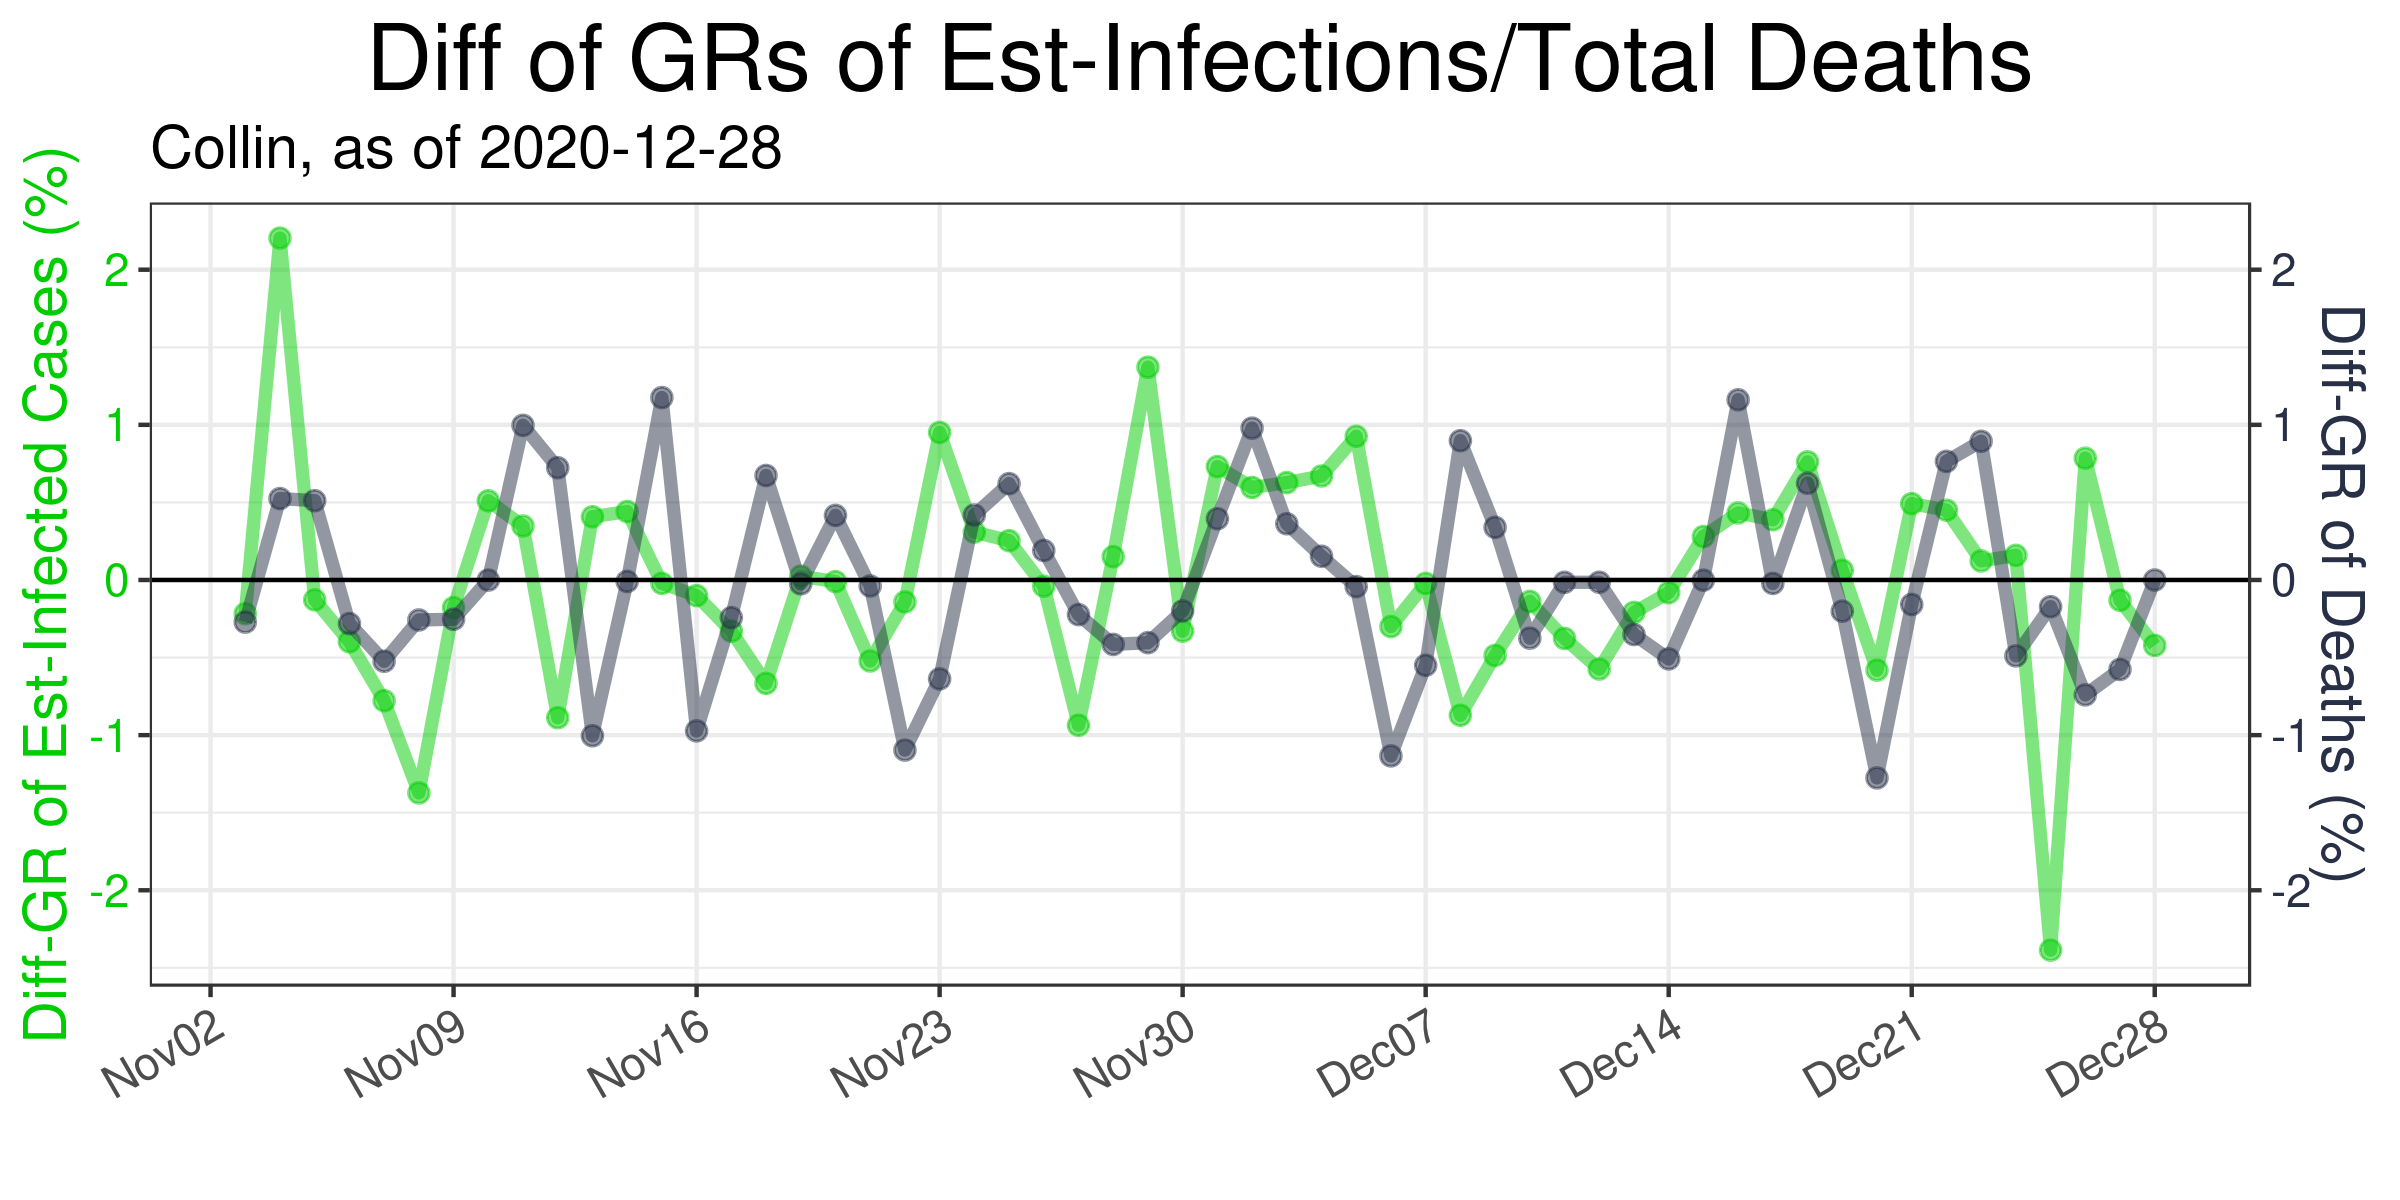 Diff of GRs of Est-Infections/Total Deaths
Collin, as of 2020-12-28
Diff-GR of Est-Infected Cases (%)
2
1
0
-1
-2
2
1
0
-1
-2
Diff-GR of Deaths (%)
Nov02
Nov09
Nov16
Nov23
Nov30
Dec07
Dec14
Dec21
Dec28